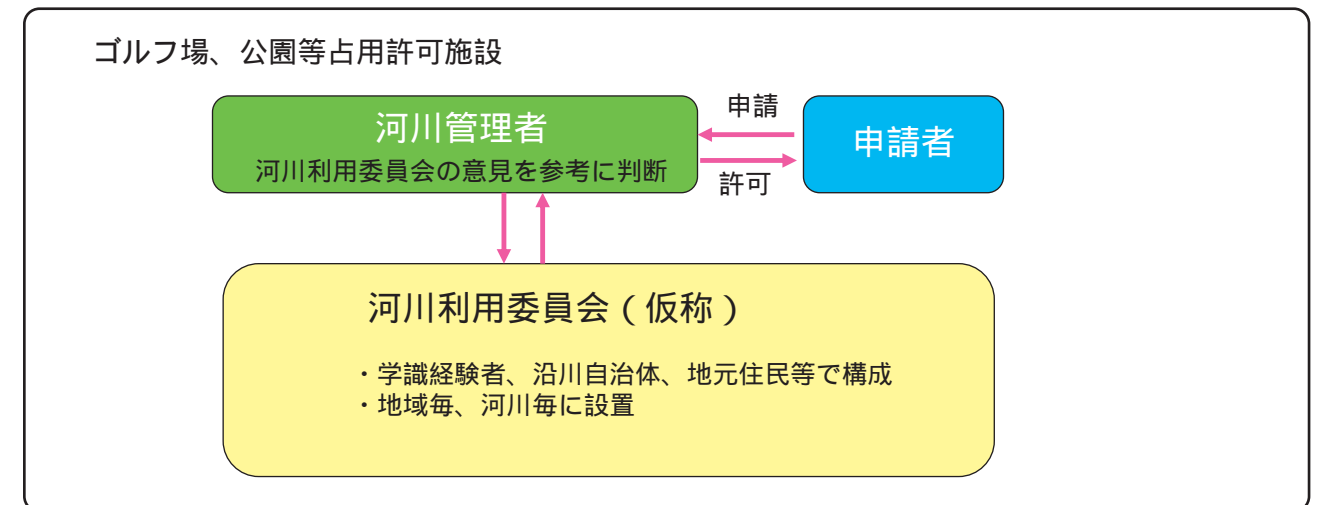 ゴルフ場、公園等占用許可施設
河川管理者
河川利用委員会の意見を参考に判断
申請
許可
申請者
河川利用委員会(仮称)
・学識経験者、沿川自治体、地元住民等で構成
・地域毎、河川毎に設置